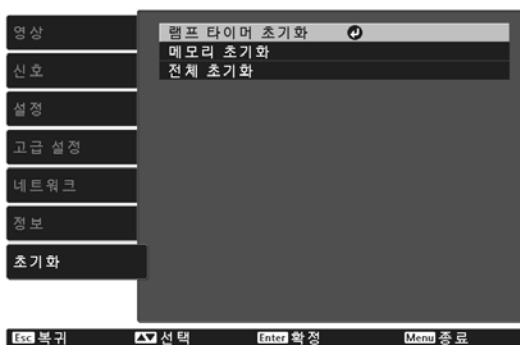 영상
신호
설정
고급 설정
네트워크
정보
초기화
램프 타이머 초기화
메모리 초기화
전체 초기화
Esc 복귀 선택 Enter 확정 Menu 종료